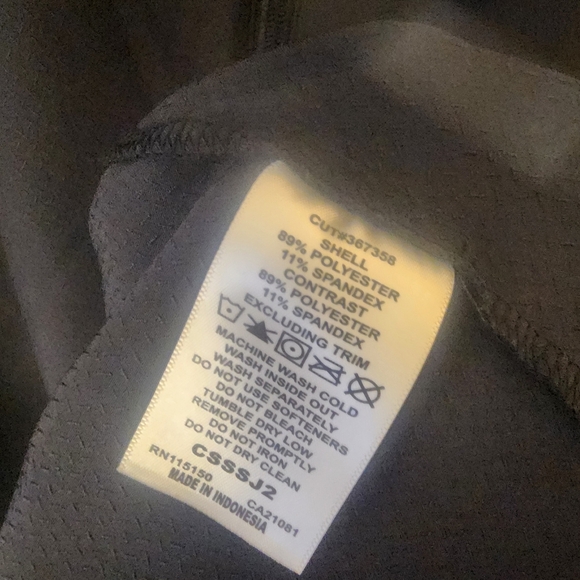 CUT#367358
SHELL
89% POLYESTER
11% SPANDEX
CONTRAST
89% POLYESTER
11% SPANDEX
EXCLUDING TRIM
MACHINE WASH COLD
WASH INSIDE OUT
WASH SEPARATELY
DO NOT USE SOFTENERS
DO NOT BLEACH
TUMBLE DRY LOW
REMOVE PROMPTLY
DO NOT IRON
DO NOT DRY CLEAN
CSSSJ2
RN115150 CA21081
MADE IN INDONESIA